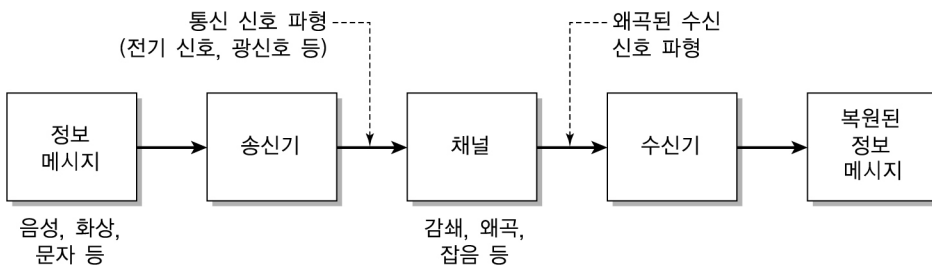 통신 신호 파형
(전기 신호, 광신호 등)
왜곡된 수신
신호 파형
정보
메시지
송신기
채널
수신기
복원된
정보
메시지
음성, 화상,
문자 등
감쇄, 왜곡,
잡음 등